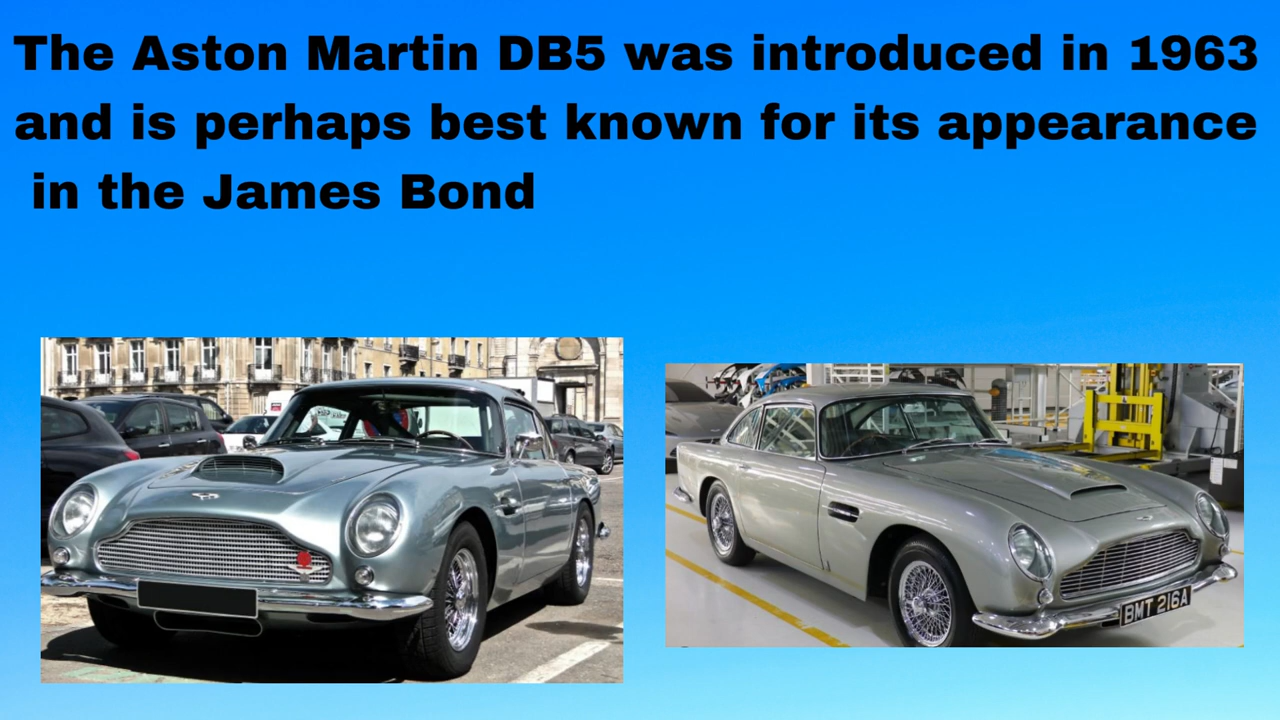 The Aston Martin DB5 was introduced in 1963
and is perhaps best known for its appearance
in the James Bond
BMT 216A